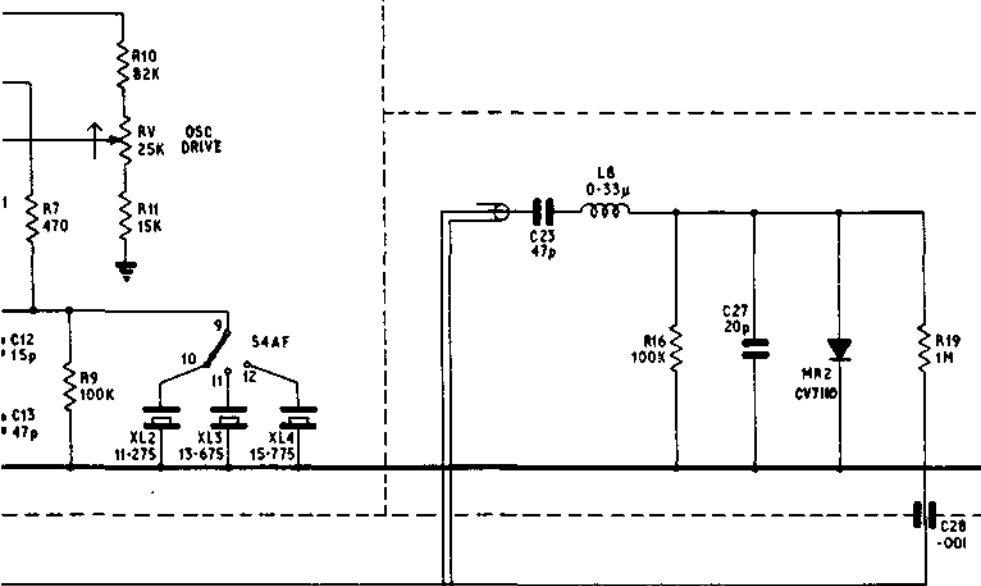 R10
82K
RV
25K
OSC
DRIVE
R7
470
R11
15K
1
C12
15p
9
S4AF
10
11
12
R9
100K
C13
47p
XL2
11·275
XL3
13·675
XL4
15·775
L8
0·33µ
C23
47p
R16
100K
C27
20p
MR2
CV7110
R19
1M
C28
·001